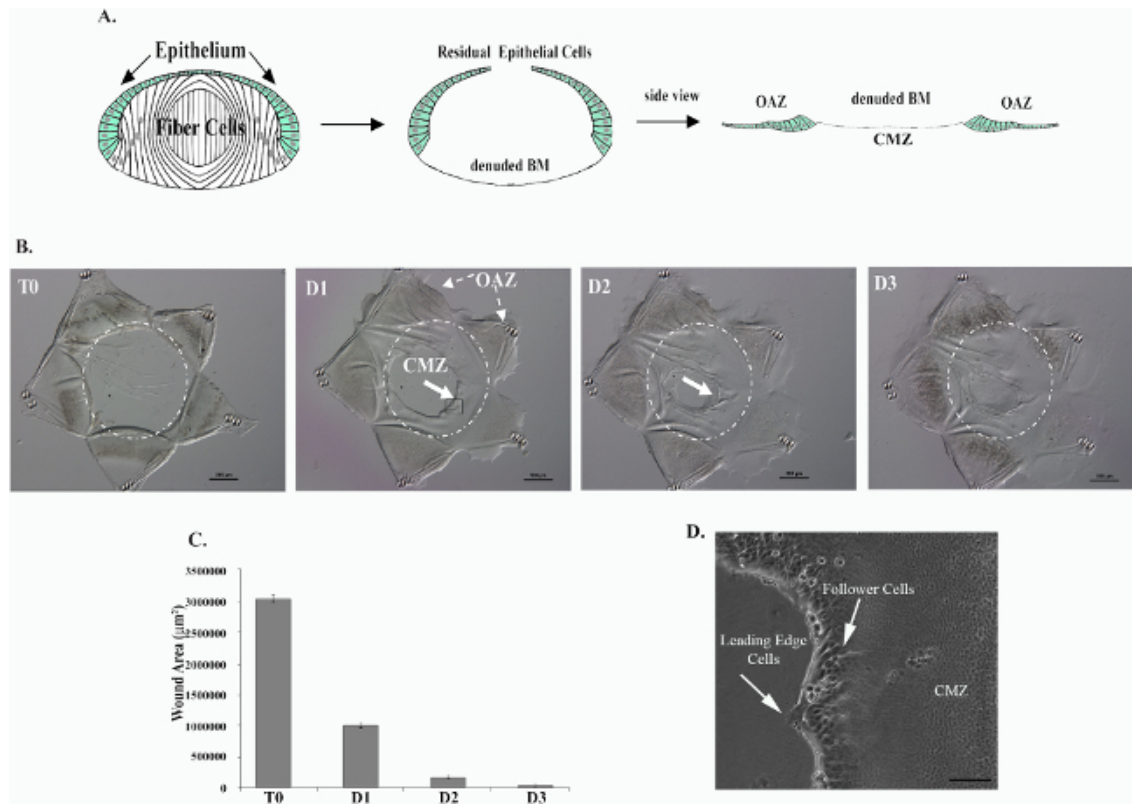 A.
Epithelium
Fiber Cells
Residual Epithelial Cells
denuded BM
side view
OAZ
denuded BM
OAZ
CMZ
B.
T0
D1
OAZ
CMZ
D2
D3
C.
Wound Area (μm²)
3500000
3000000
2500000
2000000
1500000
1000000
500000
0
T0 D1 D2 D3
D.
Follower Cells
Leading Edge
Cells
CMZ